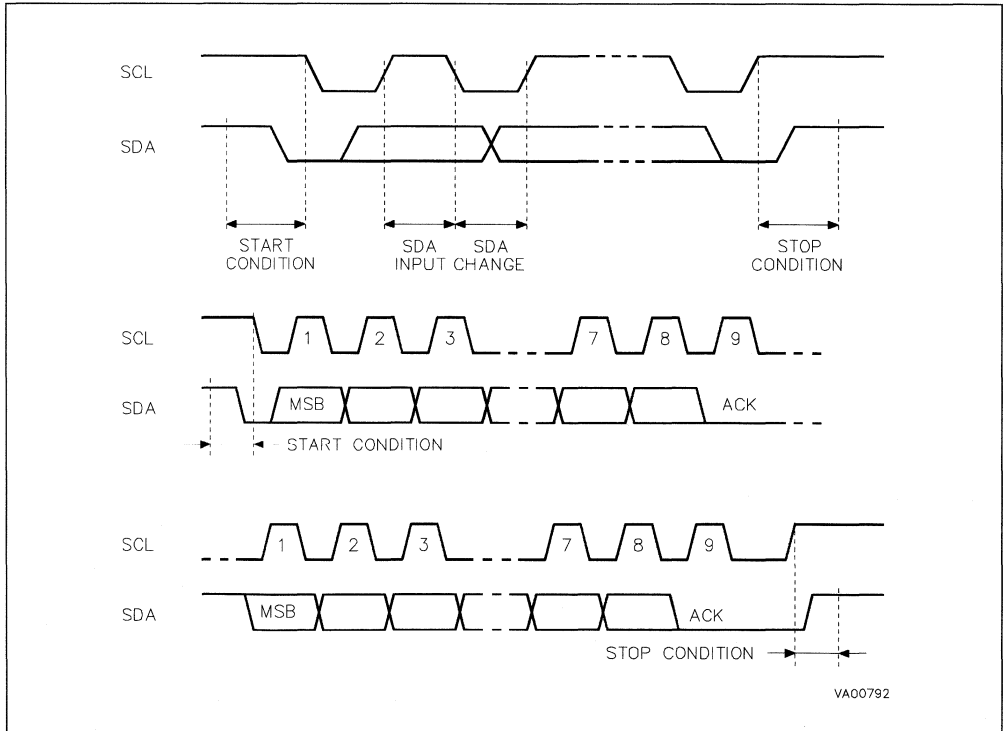 SCL
SDA
START CONDITION
SDA INPUT
SDA CHANGE
STOP CONDITION
SCL
1 2 3 7 8 9
SDA
MSB
ACK
START CONDITION
SCL
1 2 3 7 8 9
SDA
MSB
ACK
STOP CONDITION
VA00792